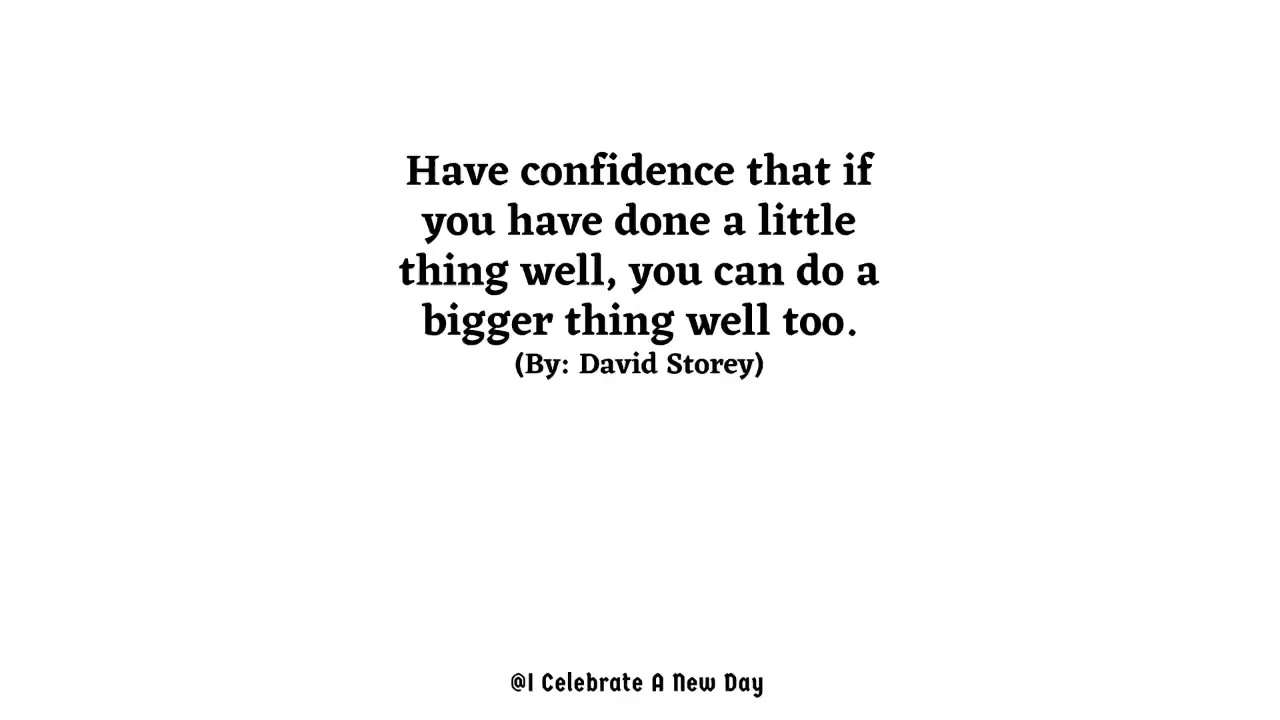 Have confidence that if
you have done a little
thing well, you can do a
bigger thing well too.
(By: David Storey)
@I Celebrate A New Day